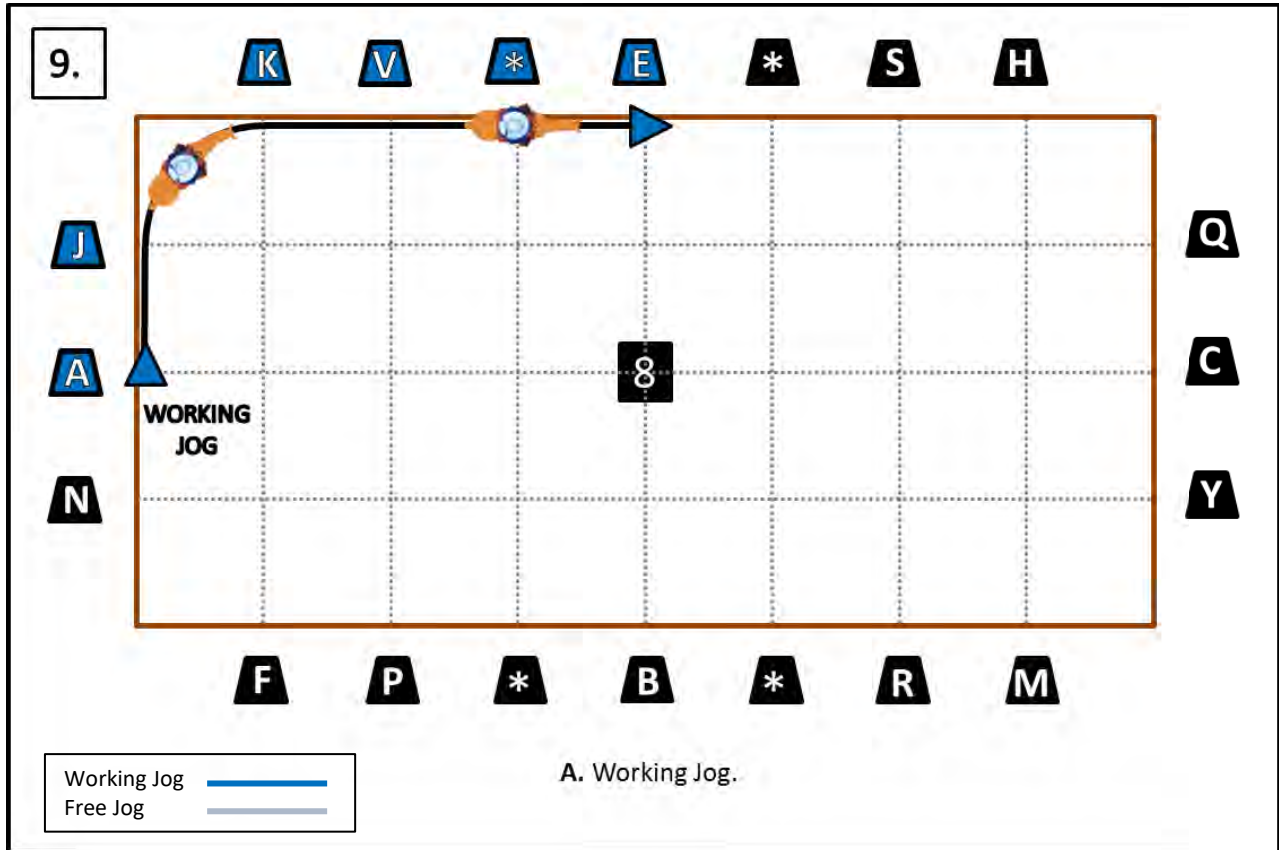 9.
K V * E * S H
J
Q
A
8
C
WORKING
JOG
N
Y
F P * B * R M
A. Working Jog.
Working Jog
Free Jog